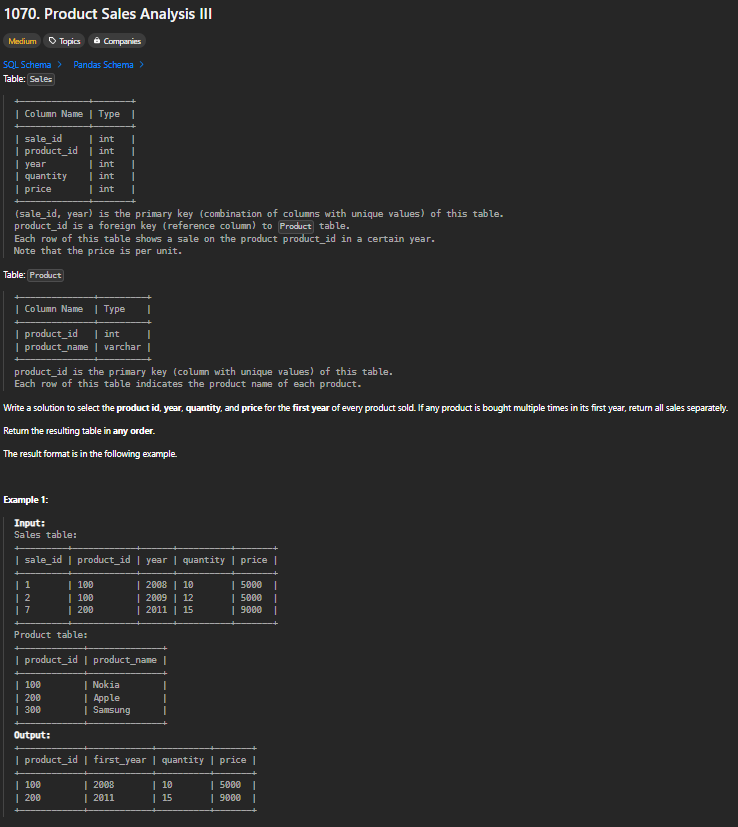 1070. Product Sales Analysis III
Medium Topics Companies
SQL Schema > Pandas Schema >
Table: Sales
+-------------+-------+
| Column Name | Type  |
+-------------+-------+
| sale_id     | int   |
| product_id  | int   |
| year        | int   |
| quantity    | int   |
| price       | int   |
+-------------+-------+
(sale_id, year) is the primary key (combination of columns with unique values) of this table.
product_id is a foreign key (reference column) to Product table.
Each row of this table shows a sale on the product product_id in a certain year.
Note that the price is per unit.
Table: Product
+--------------+---------+
| Column Name  | Type    |
+--------------+---------+
| product_id   | int     |
| product_name | varchar |
+--------------+---------+
product_id is the primary key (column with unique values) of this table.
Each row of this table indicates the product name of each product.
Write a solution to select the product id, year, quantity, and price for the first year of every product sold. If any product is bought multiple times in its first year, return all sales separately.
Return the resulting table in any order.
The result format is in the following example.
Example 1:
Input:
Sales table:
+---------+------------+------+----------+-------+
| sale_id | product_id | year | quantity | price |
+---------+------------+------+----------+-------+
| 1       | 100        | 2008 | 10       | 5000  |
| 2       | 100        | 2009 | 12       | 5000  |
| 7       | 200        | 2011 | 15       | 9000  |
+---------+------------+------+----------+-------+
Product table:
+------------+--------------+
| product_id | product_name |
+------------+--------------+
| 100        | Nokia        |
| 200        | Apple        |
| 300        | Samsung      |
+------------+--------------+
Output:
+------------+------------+----------+-------+
| product_id | first_year | quantity | price |
+------------+------------+----------+-------+
| 100        | 2008       | 10       | 5000  |
| 200        | 2011       | 15       | 9000  |
+------------+------------+----------+-------+